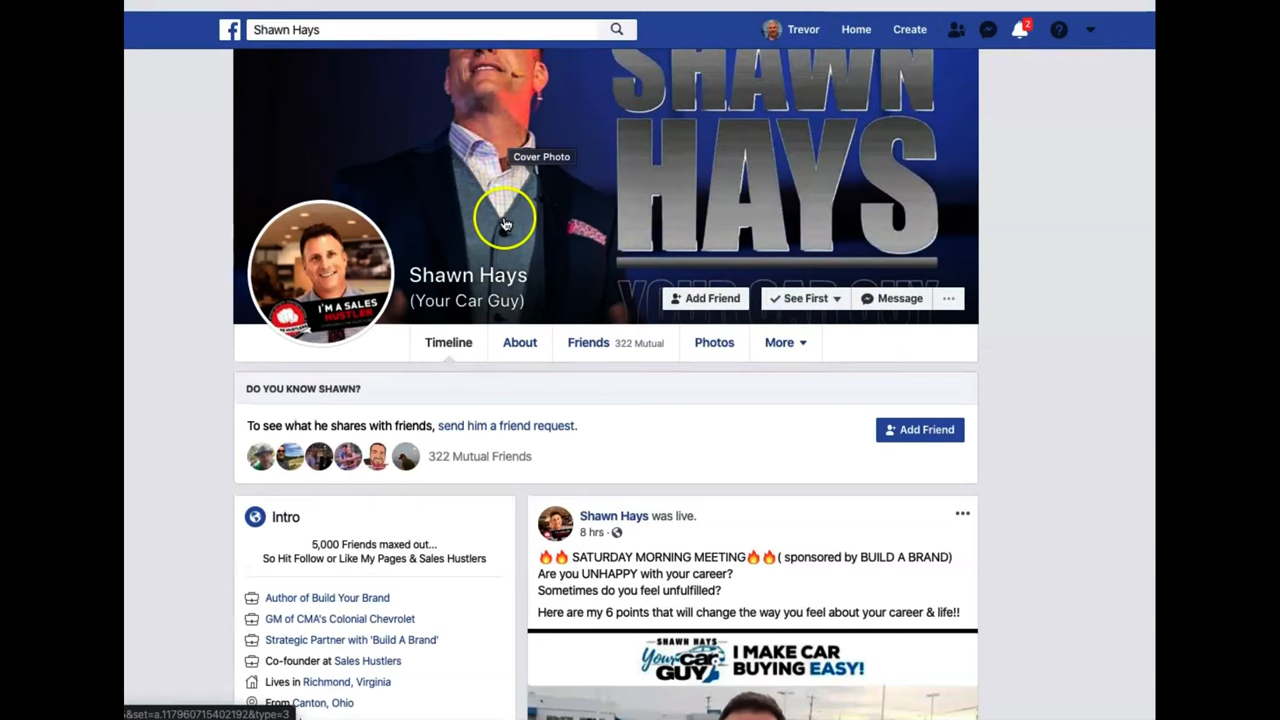 Shawn Hays
Trevor
Home
Create
2
SHAWN
HAYS
YOUR CAR GUY
Cover Photo
I'M A SALES
HUSTLER
Shawn Hays
(Your Car Guy)
Add Friend
See First
Message
Timeline
About
Friends 322 Mutual
Photos
More
DO YOU KNOW SHAWN?
To see what he shares with friends, send him a friend request.
Add Friend
322 Mutual Friends
Intro
5,000 Friends maxed out...
So Hit Follow or Like My Pages & Sales Hustlers
Author of Build Your Brand
GM of CMA's Colonial Chevrolet
Strategic Partner with 'Build A Brand'
Co-founder at Sales Hustlers
Lives in Richmond, Virginia
From Canton, Ohio
Shawn Hays was live.
8 hrs ·
🔥🔥 SATURDAY MORNING MEETING🔥🔥( sponsored by BUILD A BRAND)
Are you UNHAPPY with your career?
Sometimes do you feel unfulfilled?
Here are my 6 points that will change the way you feel about your career & life!!
SHAWN HAYS
Your CAR
GUY
I MAKE CAR
BUYING EASY!
&set=a.117960715402192&type=3